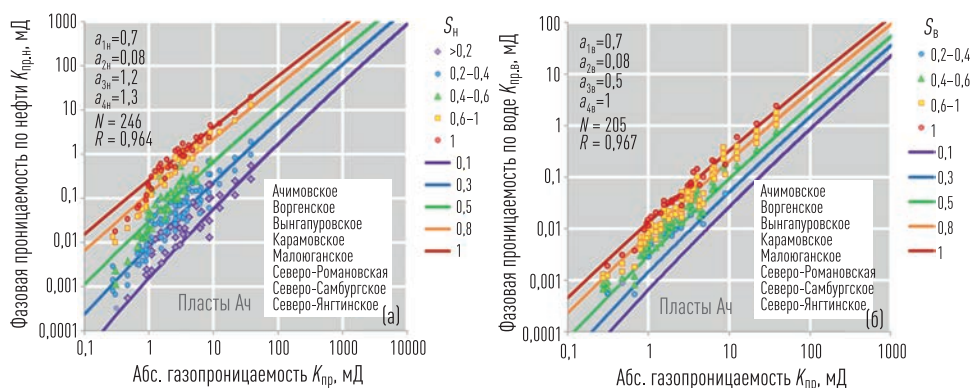 Фазовая проницаемость по нефти Kпр.н, мД
1000
100
10
1
0,1
0,01
0,001
0,0001
a1н=0,7
a2н=0,08
a3н=1,2
a4н=1,3
N = 246
R = 0,964
Ачимовское
Воргенское
Вынгапуровское
Карамовское
Малоюганское
Северо-Романовская
Северо-Самбургское
Северо-Янгтинское
Пласты Ач
(а)
0,1 1 10 100 1000 10000
Абс. газопроницаемость Kпр, мД
Sн
>0,2
0,2–0,4
0,4–0,6
0,6–1
1
0,1
0,3
0,5
0,8
1
Фазовая проницаемость по воде Kпр.в, мД
100
10
1
0,1
0,01
0,001
0,0001
a1в=0,7
a2в=0,08
a3в=0,5
a4в=1
N = 205
R = 0,967
Ачимовское
Воргенское
Вынгапуровское
Карамовское
Малоюганское
Северо-Романовская
Северо-Самбургское
Северо-Янгтинское
Пласты Ач
(б)
0,1 1 10 100 1000
Абс. газопроницаемость Kпр, мД
Sв
0,2–0,4
0,4–0,6
0,6–1
1
0,1
0,3
0,5
0,8
1